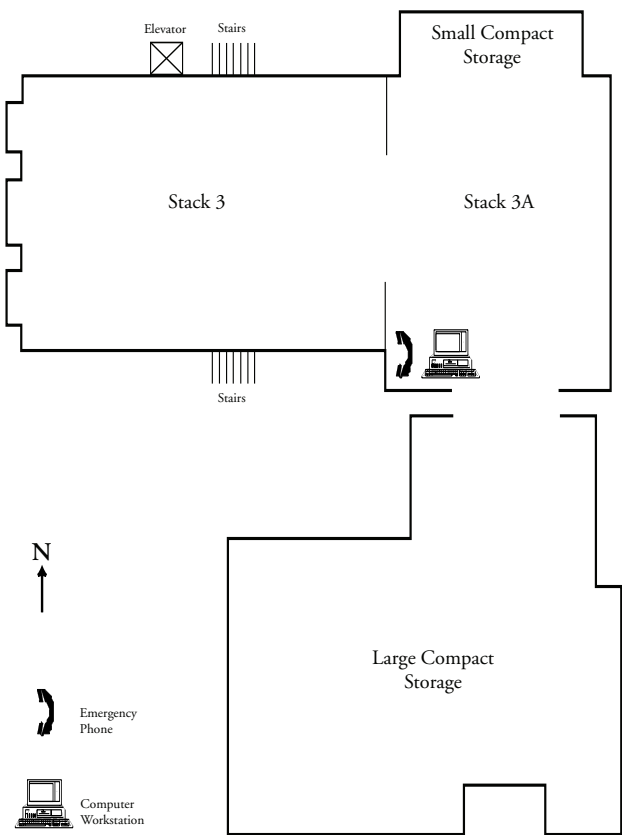 Elevator
Stairs
Small Compact
Storage
Stack 3
Stack 3A
Stairs
N
Large Compact
Storage
Emergency
Phone
Computer
Workstation